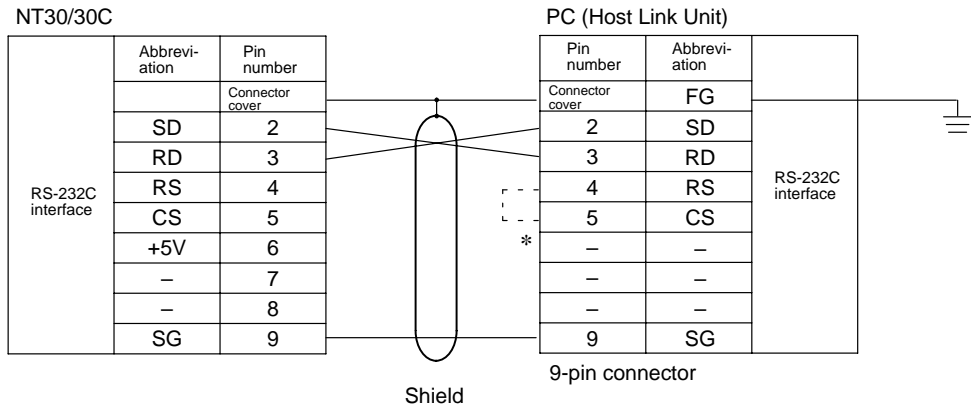 NT30/30C
PC (Host Link Unit)
Abbrevi-
ation
Pin
number
Pin
number
Abbrevi-
ation
Connector
cover
Connector
cover
FG
SD 2 2 SD
RD 3 3 RD
RS 4 4 RS
CS 5 5 CS
RS-232C
interface
RS-232C
interface
+5V 6 * – –
– 7 – –
– 8 – –
SG 9 9 SG
9-pin connector
Shield